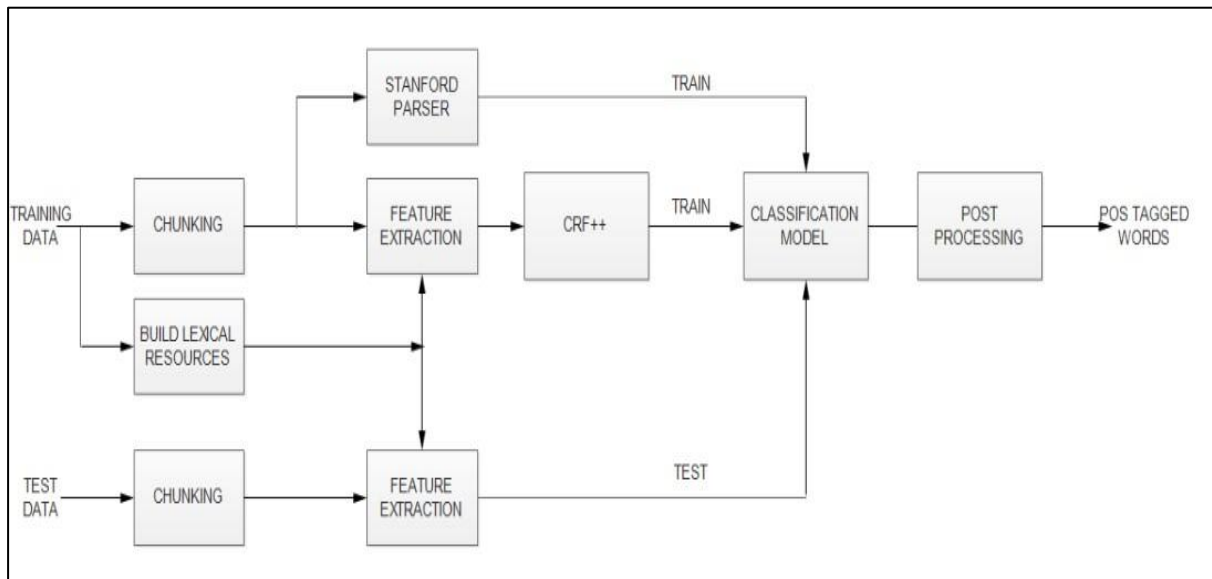 STANFORD
PARSER
TRAIN
TRAINING
DATA
CHUNKING
FEATURE
EXTRACTION
CRF++
TRAIN
CLASSIFICATION
MODEL
POST
PROCESSING
POS TAGGED
WORDS
BUILD LEXICAL
RESOURCES
TEST
DATA
CHUNKING
FEATURE
EXTRACTION
TEST